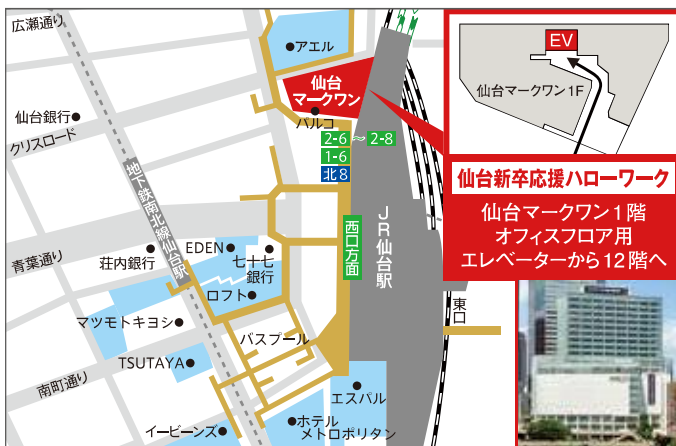 広瀬通り
アエル
仙台
マークワン
パルコ
仙台銀行
クリスロード
2-6 ~ 2-8
1-6
北8
地下鉄南北線仙台駅
西口方面
JR仙台駅
青葉通り
荘内銀行
EDEN
七十七
銀行
ロフト
マツモトキヨシ
バスプール
東口
TSUTAYA
南町通り
エスパル
イービーンズ
ホテル
メトロポリタン
EV
仙台マークワン1F
仙台新卒応援ハローワーク
仙台マークワン1階
オフィスフロア用
エレベーターから12階へ